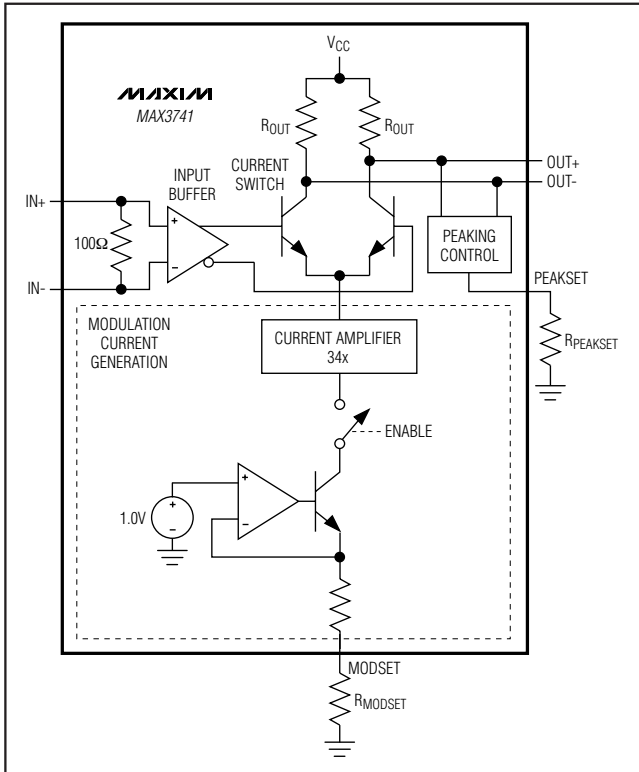 VCC
MAXIM
MAX3741
ROUT
ROUT
OUT+
OUT-
INPUT
BUFFER
CURRENT
SWITCH
IN+
+
100Ω
-
IN-
PEAKING
CONTROL
PEAKSET
RPEAKSET
MODULATION
CURRENT
GENERATION
CURRENT AMPLIFIER
34x
ENABLE
1.0V
+
-
+
-
MODSET
RMODSET